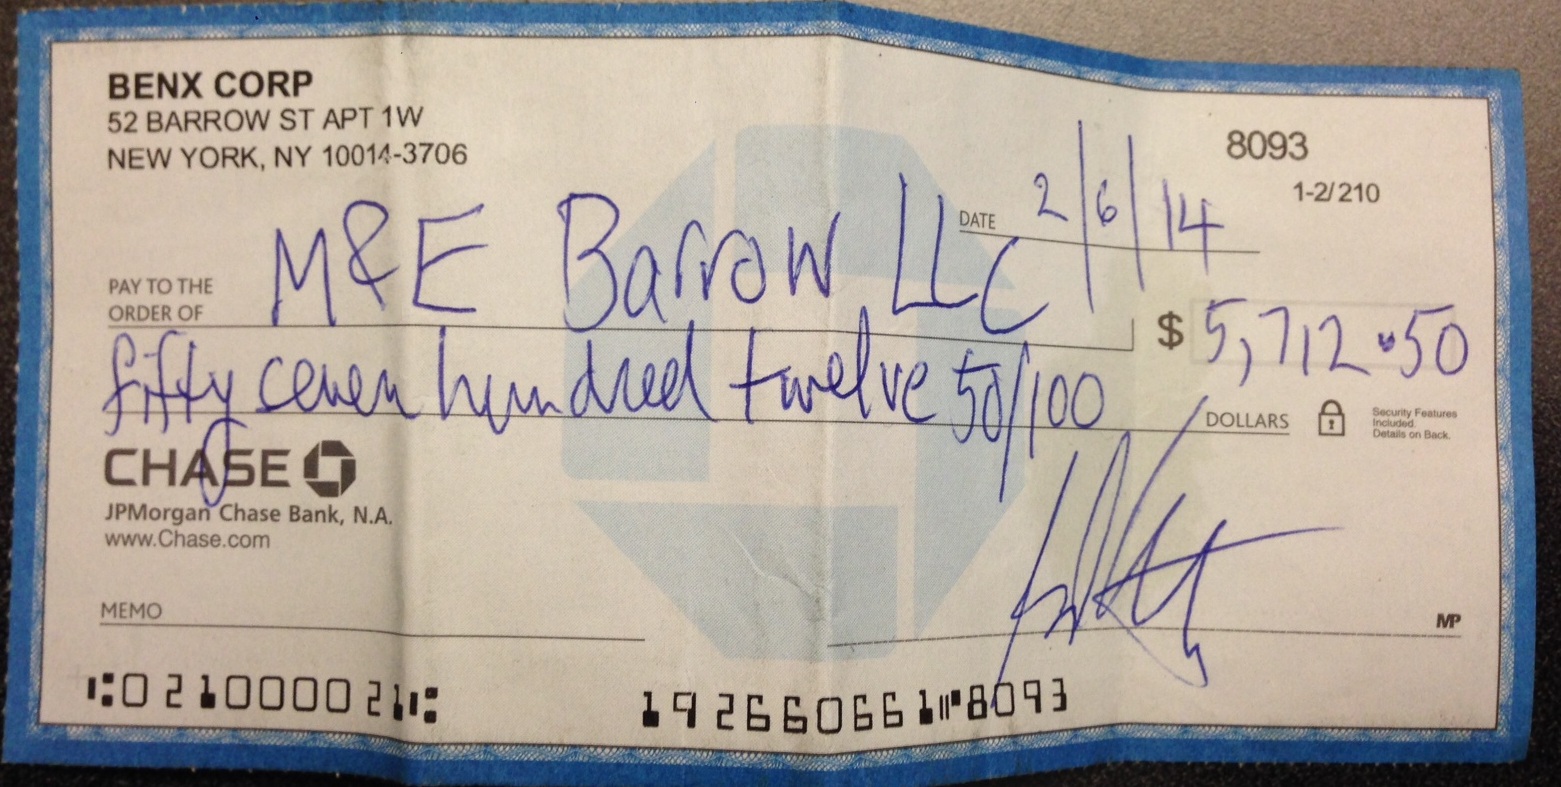 BENX CORP
52 BARROW ST APT 1W
NEW YORK, NY 10014-3706
8093
1-2/210
DATE 2/6/14
PAY TO THE
ORDER OF M&E Barrow LLC
$ 5,712.50
fifty seven hundred twelve 50/100 DOLLARS
Security Features
Included.
Details on Back.
CHASE
JPMorgan Chase Bank, N.A.
www.Chase.com
MEMO
MP
⑆021000021⑆ 192660661⑈8093